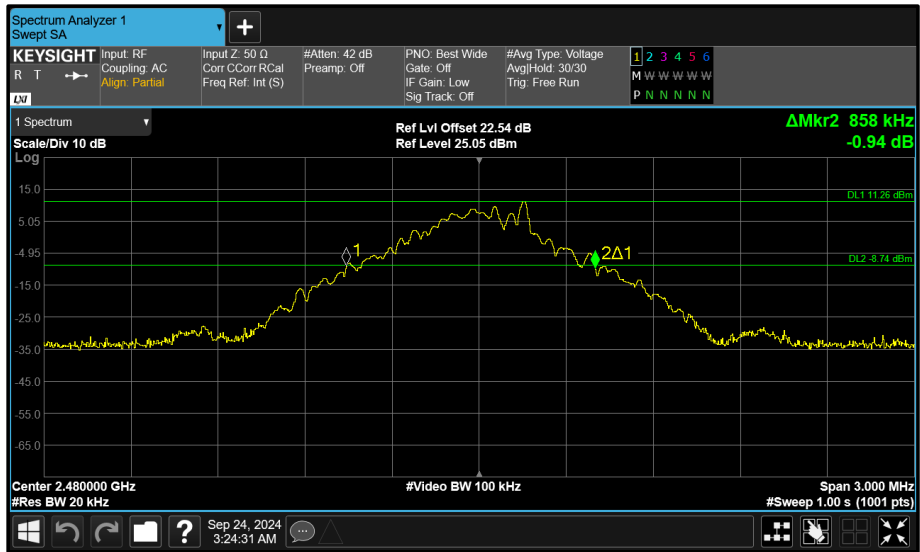 Spectrum Analyzer 1
Swept SA
KEYSIGHT
R T
LXI
Input: RF
Coupling: AC
Align: Partial
Input Z: 50 Ω
Corr CCorr RCal
Freq Ref: Int (S)
#Atten: 42 dB
Preamp: Off
PNO: Best Wide
Gate: Off
IF Gain: Low
Sig Track: Off
#Avg Type: Voltage
Avg|Hold: 30/30
Trig: Free Run
1 2 3 4 5 6
M W W W W W
P N N N N N
1 Spectrum
Scale/Div 10 dB
Ref Lvl Offset 22.54 dB
Ref Level 25.05 dBm
ΔMkr2 858 kHz
-0.94 dB
Log
15.0
DL1 11.26 dBm
5.05
-4.95
1
2Δ1
DL2 -8.74 dBm
-15.0
-25.0
-35.0
-45.0
-55.0
-65.0
Center 2.480000 GHz
#Video BW 100 kHz
Span 3.000 MHz
#Res BW 20 kHz
#Sweep 1.00 s (1001 pts)
?
Sep 24, 2024
3:24:31 AM